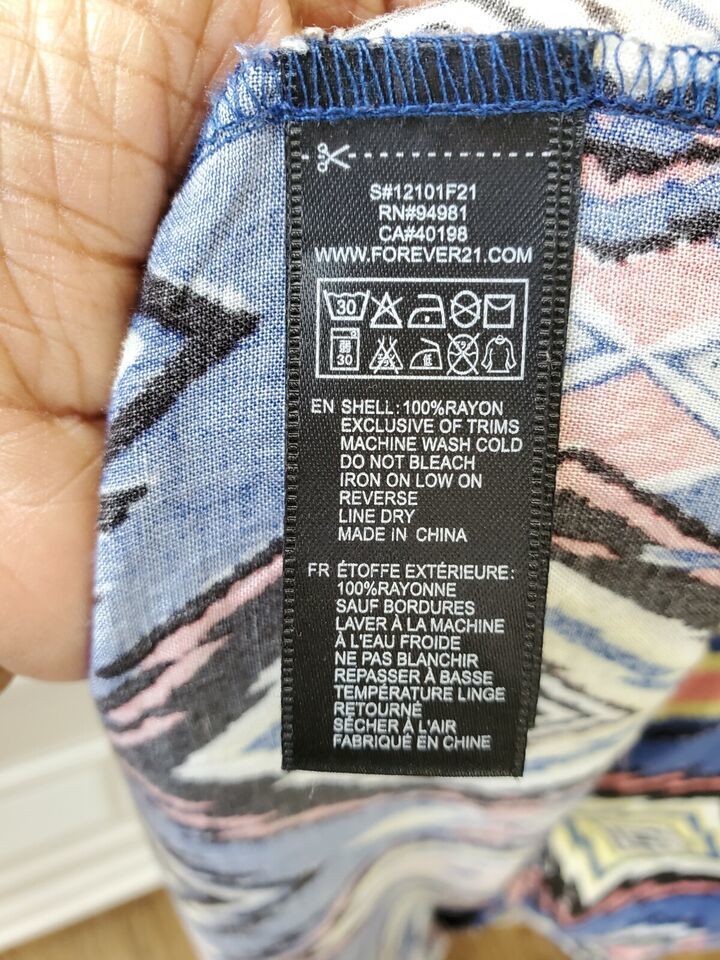 S#12101F21
RN#94981
CA#40198
WWW.FOREVER21.COM
30
30
EN SHELL: 100%RAYON
EXCLUSIVE OF TRIMS
MACHINE WASH COLD
DO NOT BLEACH
IRON ON LOW ON
REVERSE
LINE DRY
MADE IN CHINA
FR ÉTOFFE EXTÉRIEURE:
100%RAYONNE
SAUF BORDURES
LAVER À LA MACHINE
À L'EAU FROIDE
NE PAS BLANCHIR
REPASSER À BASSE
TEMPÉRATURE LINGE
RETOURNÉ
SÉCHER À L'AIR
FABRIQUÉ EN CHINE